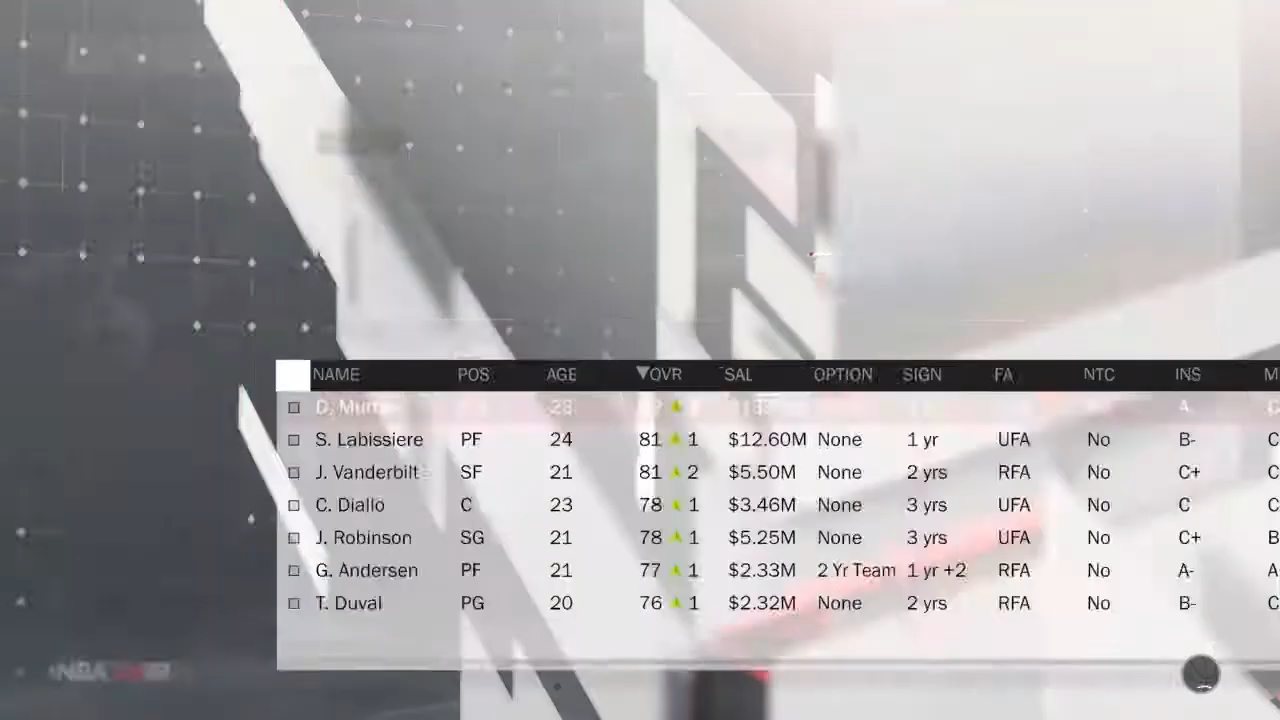 NAME POS AGE OVR SAL OPTION SIGN FA NTC INS M
D. 23 A
S. Labissiere PF 24 81 1 $12.60M None 1 yr UFA No B- C
J. Vanderbilt SF 21 81 2 $5.50M None 2 yrs RFA No C+ C
C. Diallo C 23 78 1 $3.46M None 3 yrs UFA No C C
J. Robinson SG 21 78 1 $5.25M None 3 yrs UFA No C+ B
G. Andersen PF 21 77 1 $2.33M 2 Yr Team 1 yr +2 RFA No A- A
T. Duval PG 20 76 1 $2.32M None 2 yrs RFA No B- C
NBA